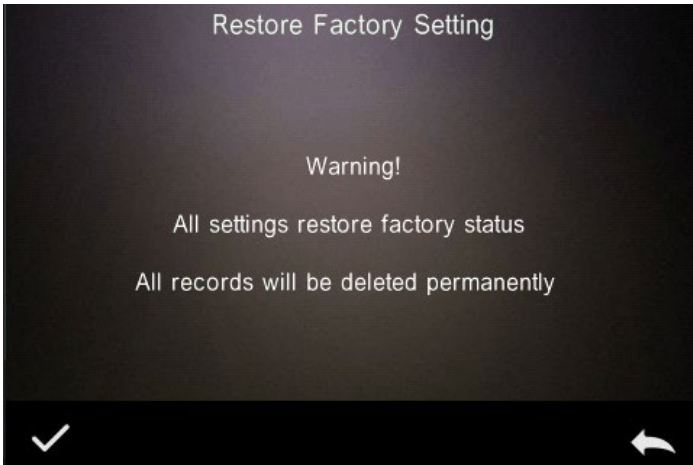 Restore Factory Setting
Warning!
All settings restore factory status
All records will be deleted permanently